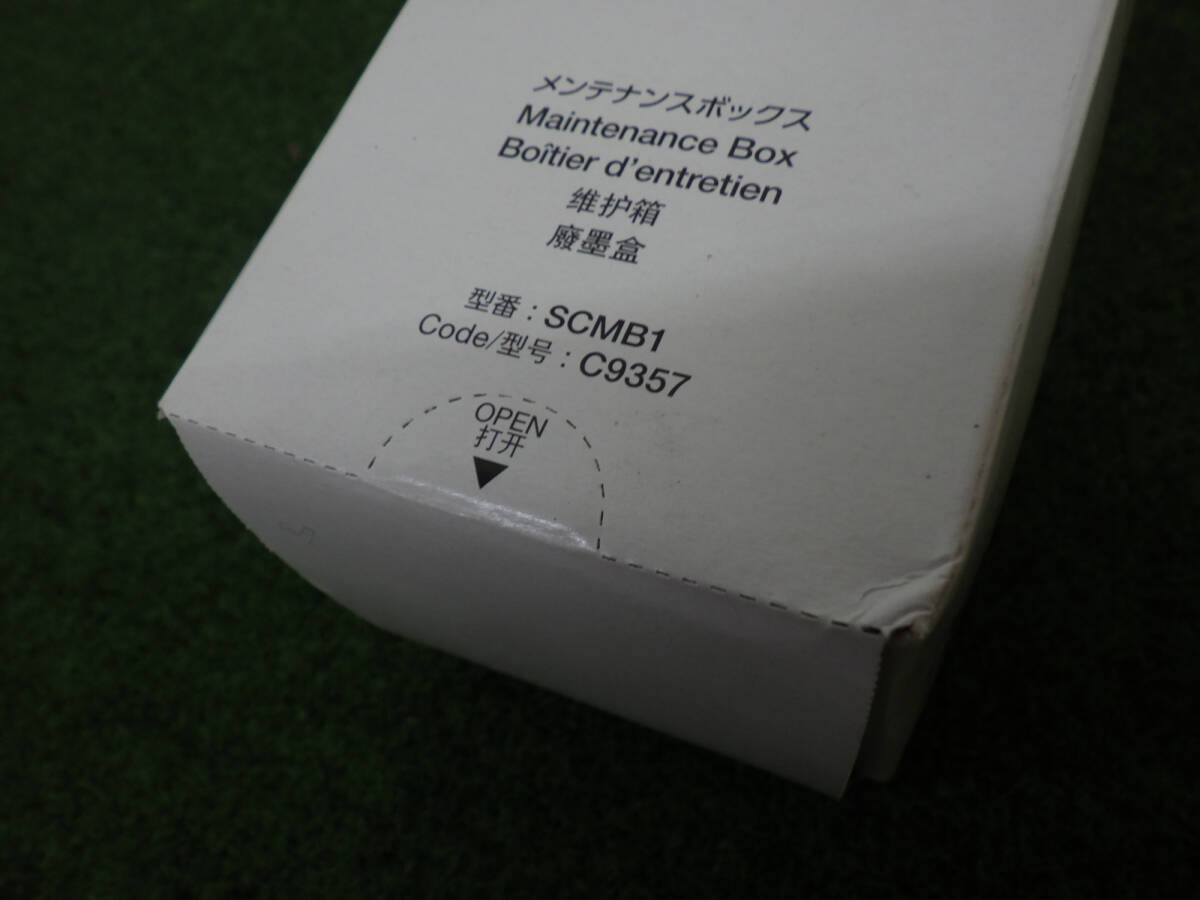 メンテナンスボックス
Maintenance Box
Boîtier d'entretien
维护箱
廢墨盒
型番：SCMB1
Code/型号：C9357
OPEN
打开